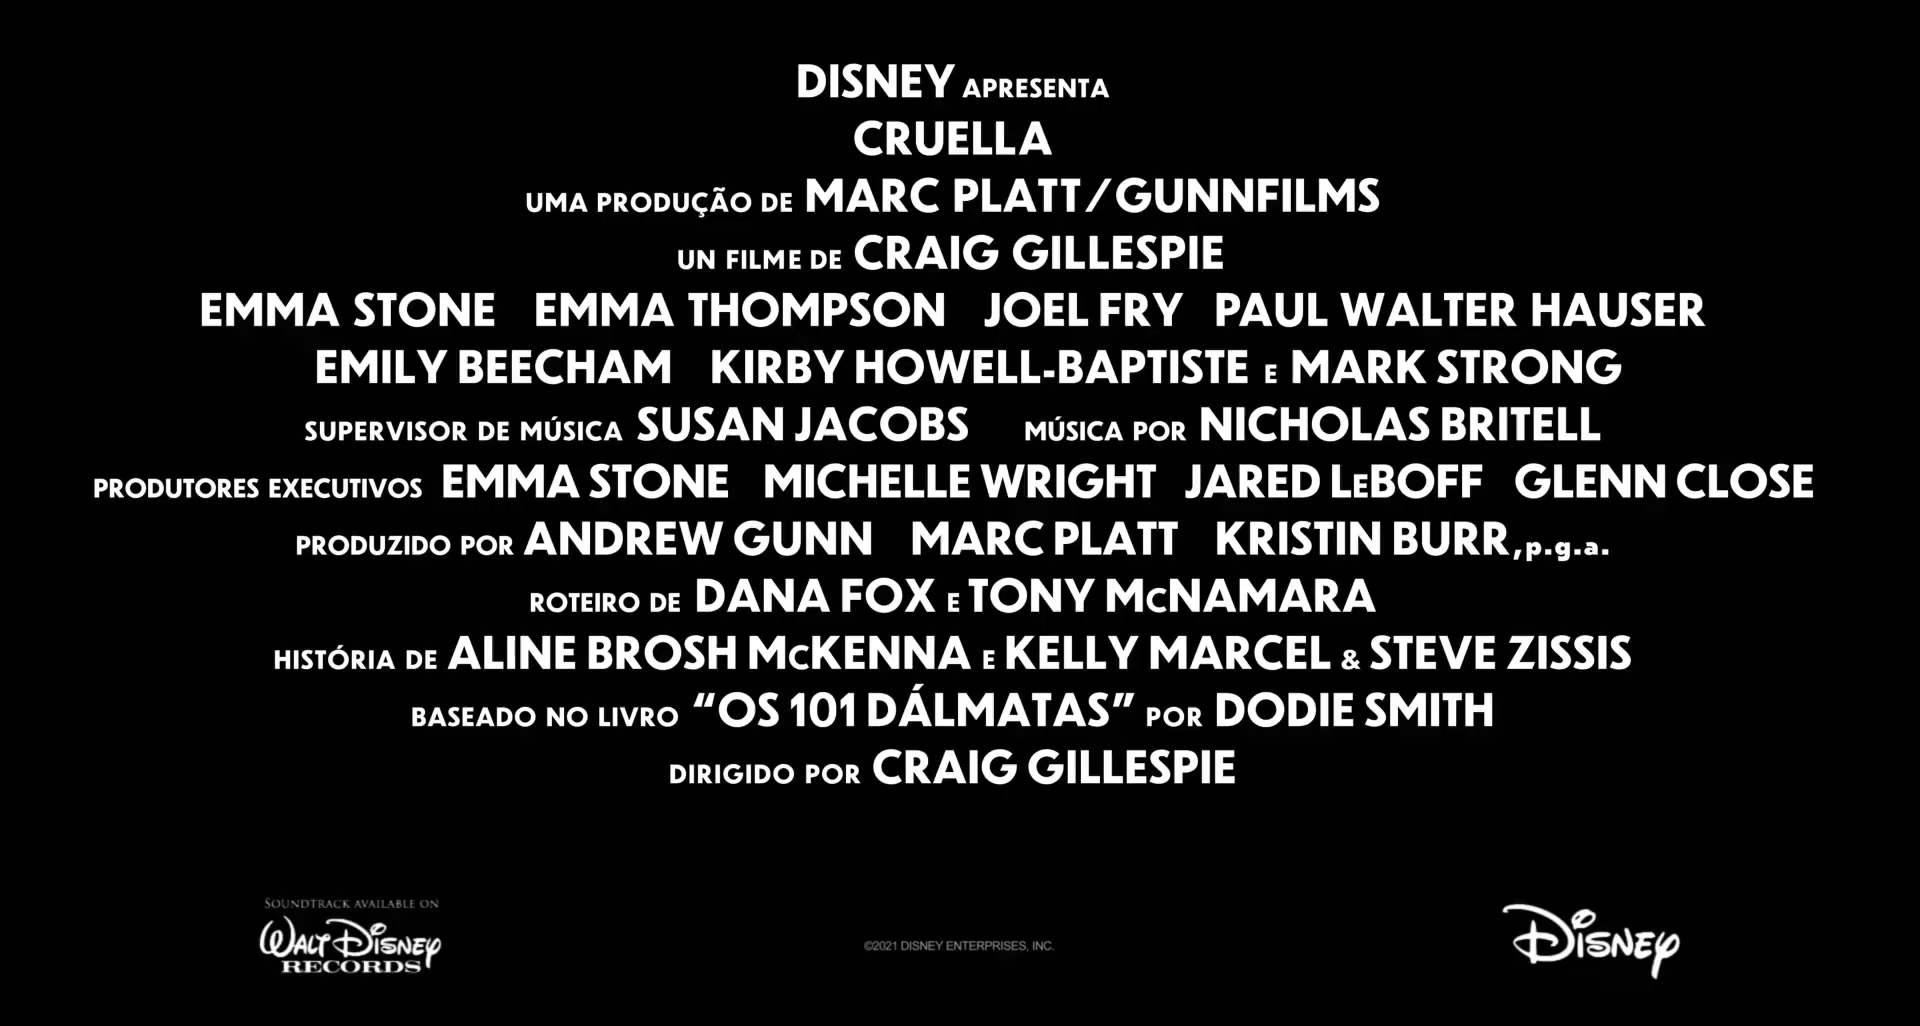 DISNEY APRESENTA
CRUELLA
UMA PRODUÇÃO DE MARC PLATT/GUNNFILMS
UN FILME DE CRAIG GILLESPIE
EMMA STONE EMMA THOMPSON JOEL FRY PAUL WALTER HAUSER
EMILY BEECHAM KIRBY HOWELL-BAPTISTE E MARK STRONG
SUPERVISOR DE MÚSICA SUSAN JACOBS MÚSICA POR NICHOLAS BRITELL
PRODUTORES EXECUTIVOS EMMA STONE MICHELLE WRIGHT JARED LEBOFF GLENN CLOSE
PRODUZIDO POR ANDREW GUNN MARC PLATT KRISTIN BURR, p.g.a.
ROTEIRO DE DANA FOX E TONY McNAMARA
HISTÓRIA DE ALINE BROSH McKENNA E KELLY MARCEL & STEVE ZISSIS
BASEADO NO LIVRO “OS 101 DÁLMATAS” POR DODIE SMITH
DIRIGIDO POR CRAIG GILLESPIE
SOUNDTRACK AVAILABLE ON
WALT DISNEY
RECORDS
©2021 DISNEY ENTERPRISES, INC.
DISNEY